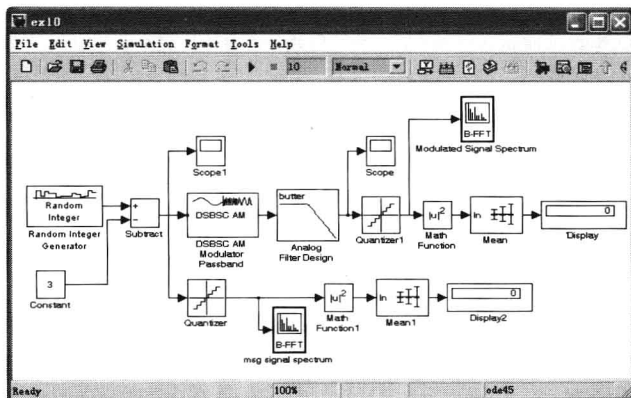 ex10
File Edit View Simulation Format Tools Help
10 Normal
B-FFT
Modulated Signal Spectrum
Scope1
Scope
Random
Integer
Random Integer
Generator
Subtract
DSBSC AM
DSBSC AM
Modulator
Passband
butter
Analog
Filter Design
Quantizer1
|u|²
Math
Function
In
Mean
0
Display
3
Constant
Quantizer
B-FFT
msg signal spectrum
|u|²
Math
Function1
In
Mean1
0
Display2
Ready 100% ode45